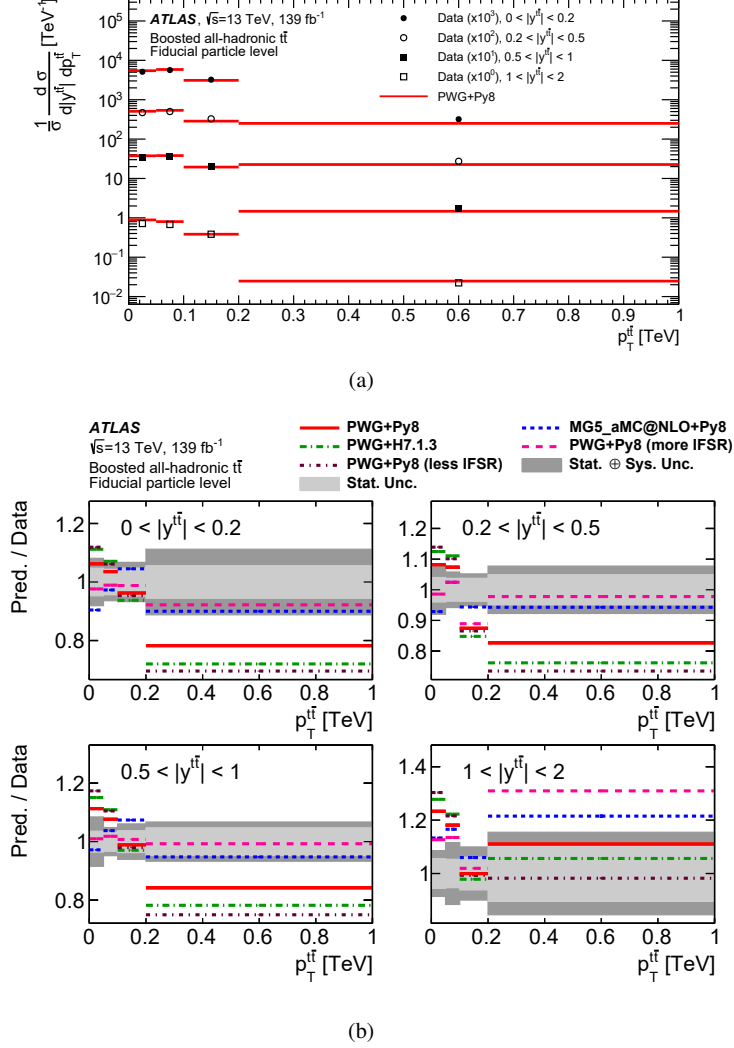 10⁵
10⁴
10³
10²
10
1
10⁻¹
10⁻²
1/σ d σ / d|y^tt̄| dp_T^tt̄ [TeV⁻¹]
ATLAS, √s=13 TeV, 139 fb⁻¹
Boosted all-hadronic tt̄
Fiducial particle level
Data (x10³), 0 < |y^tt̄| < 0.2
Data (x10²), 0.2 < |y^tt̄| < 0.5
Data (x10¹), 0.5 < |y^tt̄| < 1
Data (x10⁰), 1 < |y^tt̄| < 2
PWG+Py8
0 0.1 0.2 0.3 0.4 0.5 0.6 0.7 0.8 0.9 1
p_T^tt̄ [TeV]
(a)
ATLAS
√s=13 TeV, 139 fb⁻¹
Boosted all-hadronic tt̄
Fiducial particle level
PWG+Py8
PWG+H7.1.3
PWG+Py8 (less IFSR)
Stat. Unc.
MG5_aMC@NLO+Py8
PWG+Py8 (more IFSR)
Stat. ⊕ Sys. Unc.
Pred. / Data
1.2
1
0.8
0 < |y^tt̄| < 0.2
0 0.2 0.4 0.6 0.8 1
p_T^tt̄ [TeV]
1.2
1.1
1
0.9
0.8
0.2 < |y^tt̄| < 0.5
0 0.2 0.4 0.6 0.8 1
p_T^tt̄ [TeV]
Pred. / Data
1.2
1
0.8
0.5 < |y^tt̄| < 1
0 0.2 0.4 0.6 0.8 1
p_T^tt̄ [TeV]
1.4
1.2
1
1 < |y^tt̄| < 2
0 0.2 0.4 0.6 0.8 1
p_T^tt̄ [TeV]
(b)